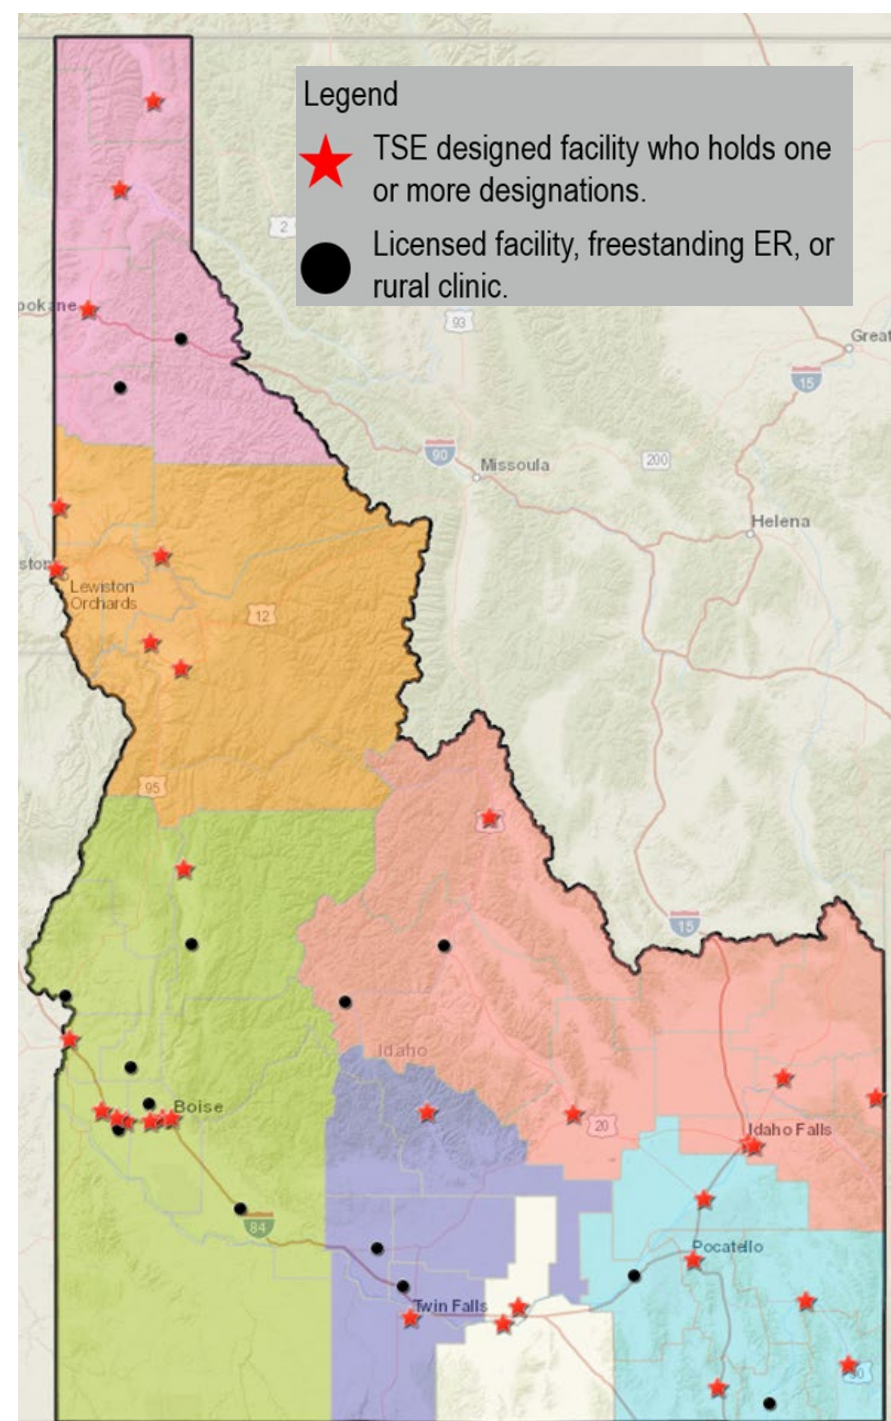 Legend
TSE designed facility who holds one
or more designations.
Licensed facility, freestanding ER, or
rural clinic.
2
pokane
93
Great
15
90
Missoula
200
Helena
ston
Lewiston
Orchards
12
95
15
Idaho
Boise
20
Idaho Falls
84
Pocatello
Twin Falls
30